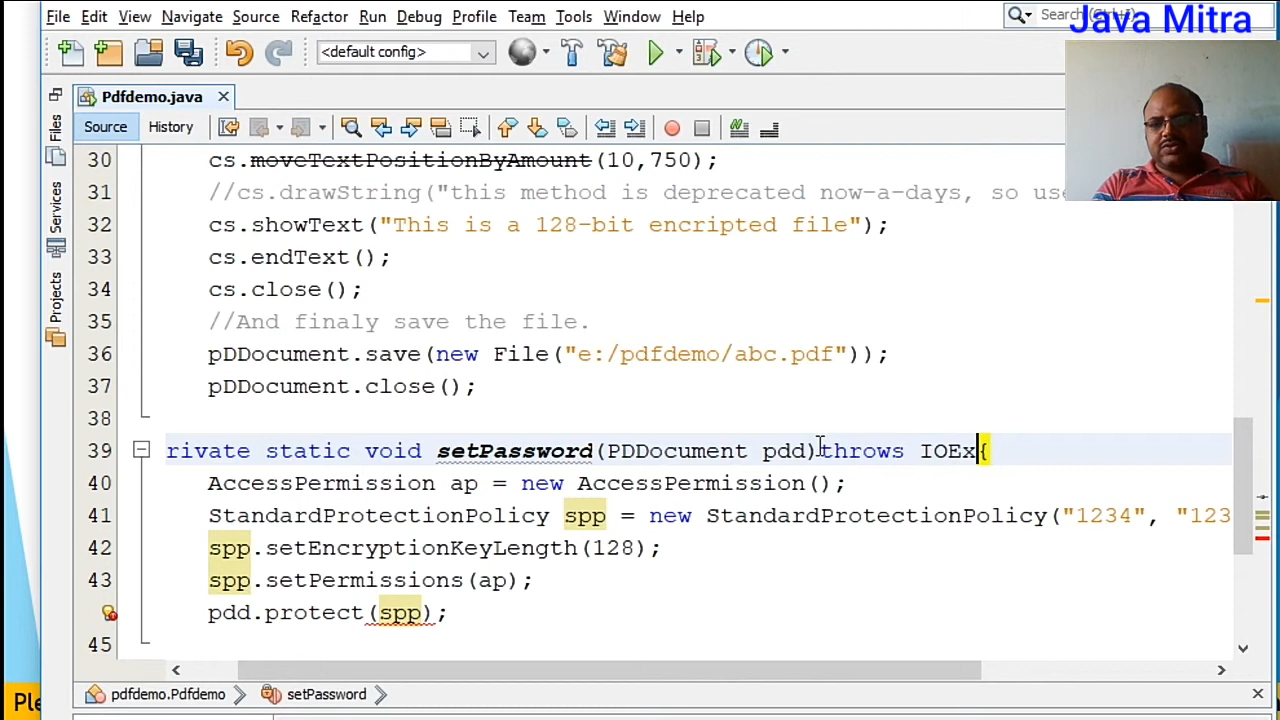 File Edit View Navigate Source Refactor Run Debug Profile Team Tools Window Help
Search (Ctrl+I)
Java Mitra
<default config>
Pdfdemo.java
Source History
Files
Services
Projects
30 cs.moveTextPositionByAmount(10,750);
31 //cs.drawString("this method is deprecated now-a-days, so use
32 cs.showText("This is a 128-bit encripted file");
33 cs.endText();
34 cs.close();
35 //And finaly save the file.
36 pDDocument.save(new File("e:/pdfdemo/abc.pdf"));
37 pDDocument.close();
38
39 rivate static void setPassword(PDDocument pdd)throws IOEx{
40 AccessPermission ap = new AccessPermission();
41 StandardProtectionPolicy spp = new StandardProtectionPolicy("1234", "123
42 spp.setEncryptionKeyLength(128);
43 spp.setPermissions(ap);
pdd.protect(spp);
45
pdfdemo.Pdfdemo setPassword
Ple